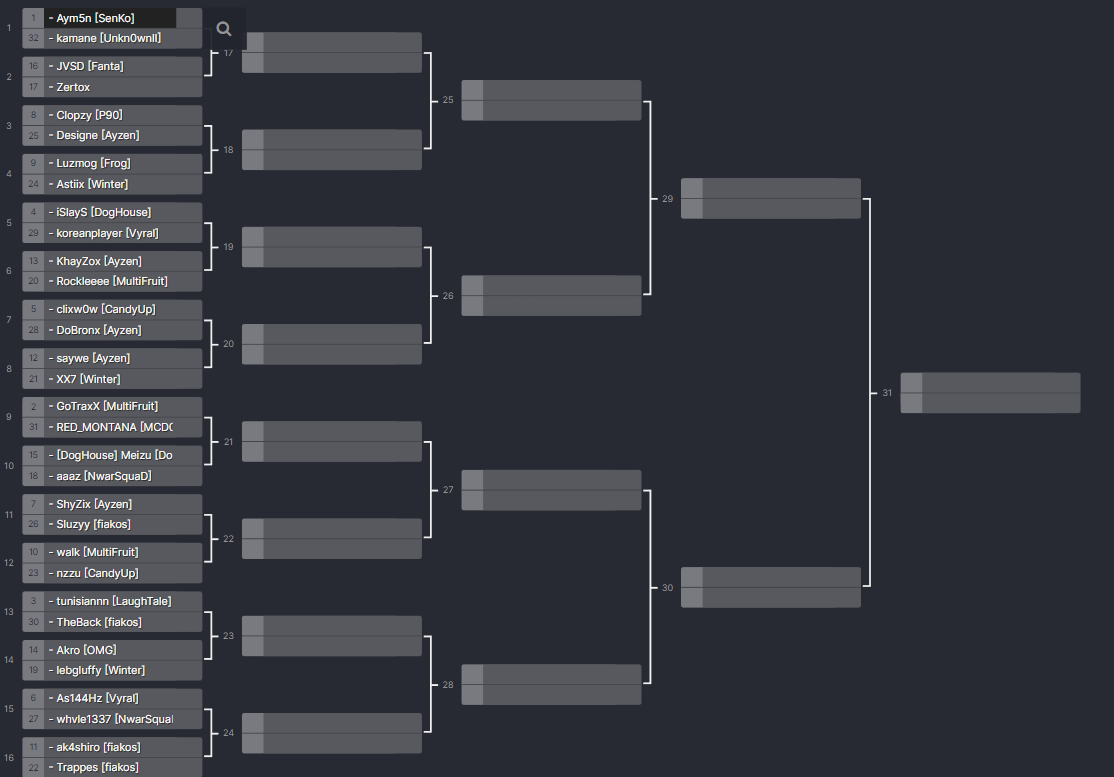 1
1 - Aym5n [SenKo]
32 - kamane [Unkn0wnll]
2
16 - JVSD [Fanta]
17 - Zertox
3
8 - Clopzy [P90]
25 - Designe [Ayzen]
4
9 - Luzmog [Frog]
24 - Astiix [Winter]
5
4 - iSlayS [DogHouse]
29 - koreanplayer [Vyral]
6
13 - KhayZox [Ayzen]
20 - Rockleeee [MultiFruit]
7
5 - clixw0w [CandyUp]
28 - DoBronx [Ayzen]
8
12 - saywe [Ayzen]
21 - XX7 [Winter]
9
2 - GoTraxX [MultiFruit]
31 - RED_MONTANA [MCD
10
15 - [DogHouse] Meizu [Do
18 - aaaz [NwarSquaD]
11
7 - ShyZix [Ayzen]
26 - Sluzyy [fiakos]
12
10 - walk [MultiFruit]
23 - nzzu [CandyUp]
13
3 - tunisiannn [LaughTale]
30 - TheBack [fiakos]
14
14 - Akro [OMG]
19 - lebgluffy [Winter]
15
6 - As144Hz [Vyral]
27 - whvle1337 [NwarSqua
16
11 - ak4shiro [fiakos]
22 - Trappes [fiakos]
17
18
19
20
21
22
23
24
25
26
27
28
29
30
31